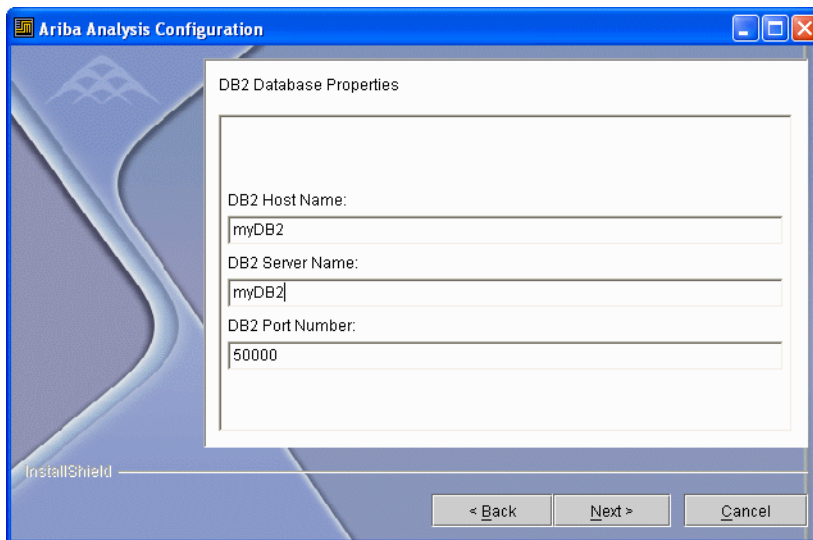 Ariba Analysis Configuration
DB2 Database Properties
DB2 Host Name:
myDB2
DB2 Server Name:
myDB2
DB2 Port Number:
50000
InstallShield
< Back
Next >
Cancel